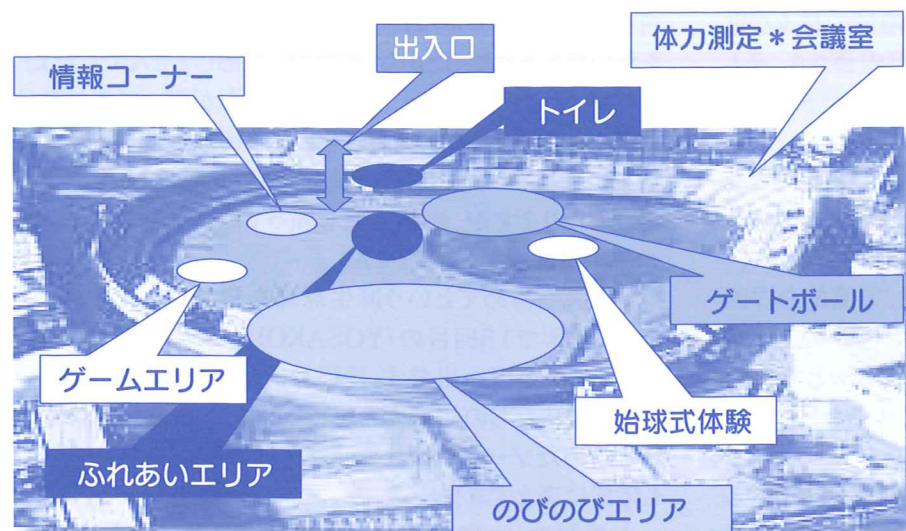 出入口
体力測定＊会議室
情報コーナー
トイレ
ゲートボール
ゲームエリア
始球式体験
ふれあいエリア
のびのびエリア